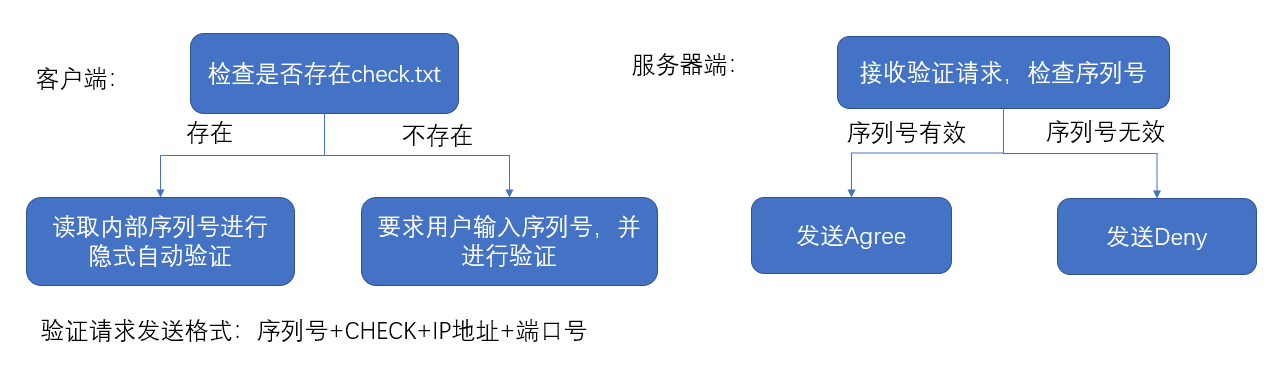 客户端：
检查是否存在check.txt
存在
不存在
读取内部序列号进行
隐式自动验证
要求用户输入序列号，并
进行验证
服务器端：
接收验证请求，检查序列号
序列号有效
序列号无效
发送Agree
发送Deny
验证请求发送格式：序列号+CHECK+IP地址+端口号